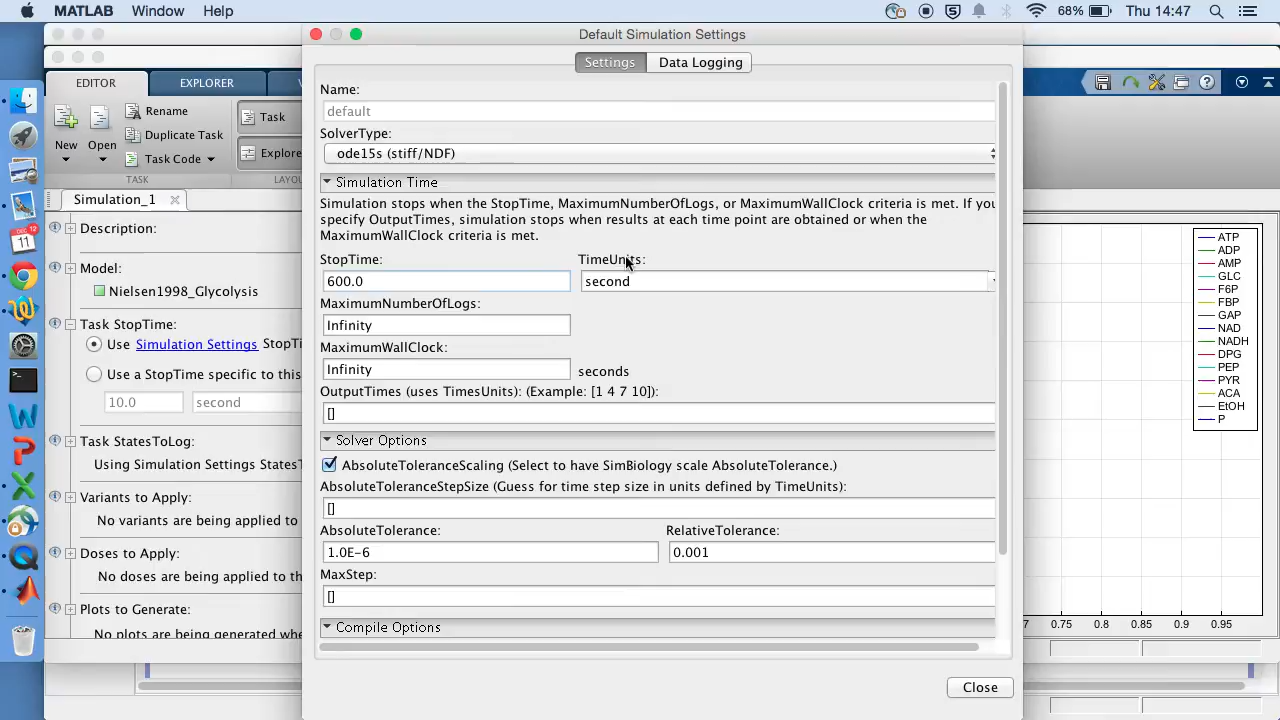 MATLAB Window Help 68% Thu 14:47
Default Simulation Settings
Settings Data Logging
EDITOR EXPLORER V
New
Open
Rename
Duplicate Task
Task Code
TASK
Task
Explore
LAYOU
Simulation_1
Description:
Model:
Nielsen1998_Glycolysis
Task StopTime:
Use Simulation Settings StopTi
Use a StopTime specific to this
10.0 second
Task StatesToLog:
Using Simulation Settings StatesT
Variants to Apply:
No variants are being applied to
Doses to Apply:
No doses are being applied to th
Plots to Generate:
No plots are being generated whe
Name:
default
SolverType:
ode15s (stiff/NDF)
Simulation Time
Simulation stops when the StopTime, MaximumNumberOfLogs, or MaximumWallClock criteria is met. If you
specify OutputTimes, simulation stops when results at each time point are obtained or when the
MaximumWallClock criteria is met.
StopTime: TimeUnits:
600.0 second
MaximumNumberOfLogs:
Infinity
MaximumWallClock:
Infinity seconds
OutputTimes (uses TimesUnits): (Example: [1 4 7 10]):
[]
Solver Options
AbsoluteToleranceScaling (Select to have SimBiology scale AbsoluteTolerance.)
AbsoluteToleranceStepSize (Guess for time step size in units defined by TimeUnits):
[]
AbsoluteTolerance: RelativeTolerance:
1.0E-6 0.001
MaxStep:
[]
Compile Options
Close
ATP
ADP
AMP
GLC
F6P
FBP
GAP
NAD
NADH
DPG
PEP
PYR
ACA
EtOH
P
7 0.75 0.8 0.85 0.9 0.95